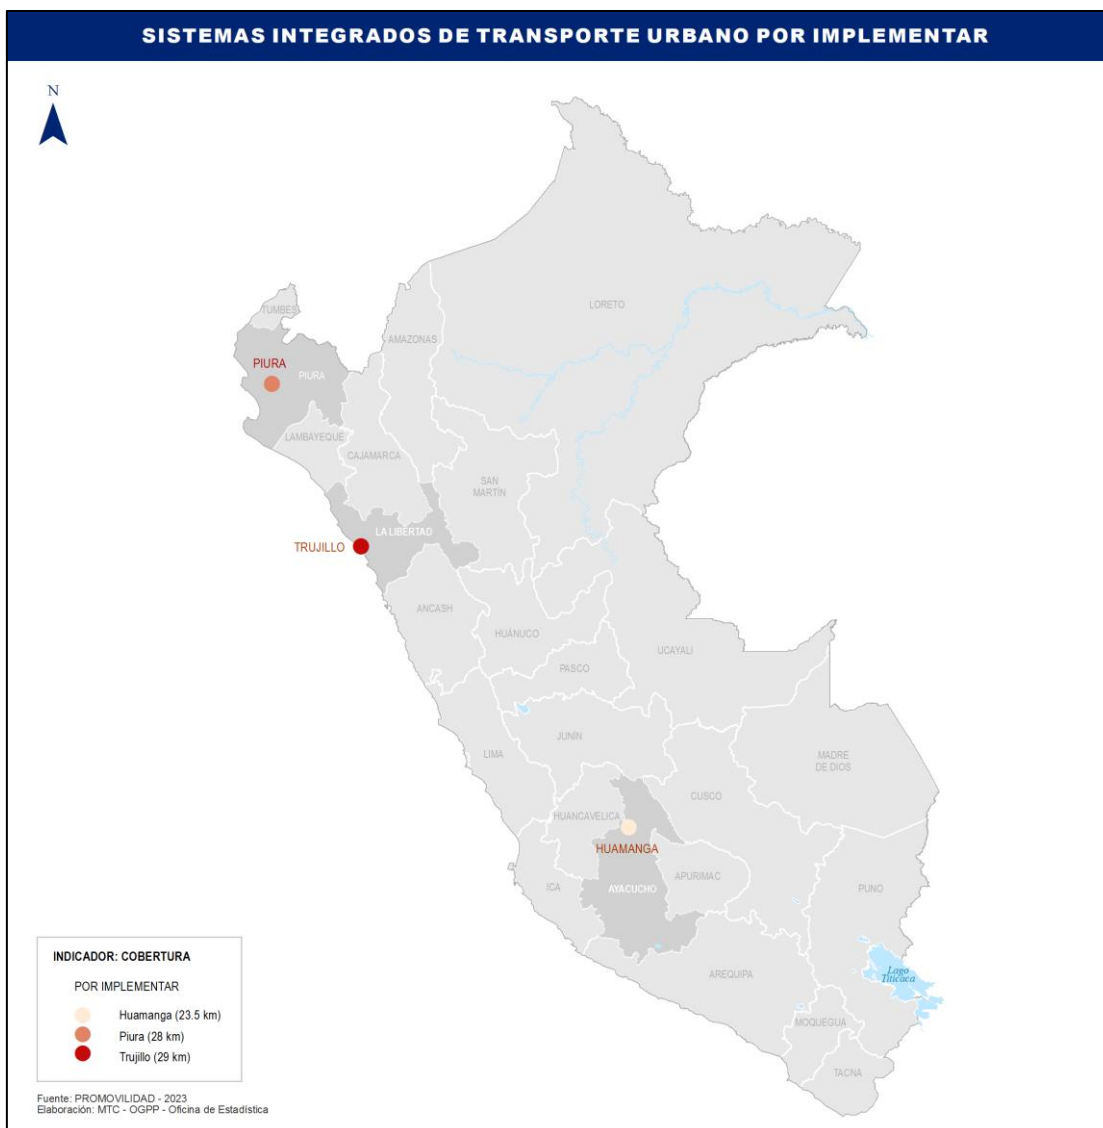 SISTEMAS INTEGRADOS DE TRANSPORTE URBANO POR IMPLEMENTAR
N
LORETO
TUMBES
AMAZONAS
PIURA
PIURA
LAMBAYEQUE
CAJAMARCA
SAN
MARTÍN
LA LIBERTAD
TRUJILLO
ANCASH
HUÁNUCO
UCAYALI
PASCO
JUNÍN
LIMA
MADRE
DE DIOS
CUSCO
HUANCAVELICA
HUAMANGA
APURIMAC
ICA
AYACUCHO
PUNO
AREQUIPA
Lago
Titicaca
MOQUEGUA
TACNA
INDICADOR: COBERTURA
POR IMPLEMENTAR
Huamanga (23.5 km)
Piura (28 km)
Trujillo (29 km)
Fuente: PROMOVILIDAD - 2023
Elaboración: MTC - OGPP - Oficina de Estadística